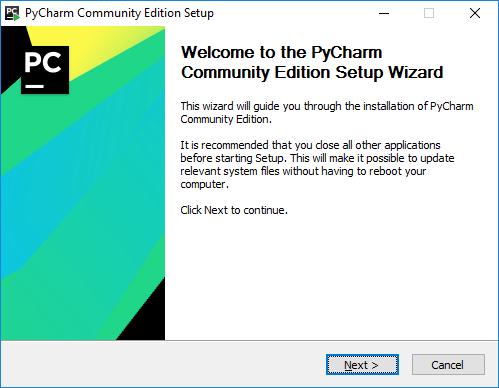 PyCharm Community Edition Setup
PC
Welcome to the PyCharm
Community Edition Setup Wizard
This wizard will guide you through the installation of PyCharm
Community Edition.
It is recommended that you close all other applications
before starting Setup. This will make it possible to update
relevant system files without having to reboot your
computer.
Click Next to continue.
Next >
Cancel